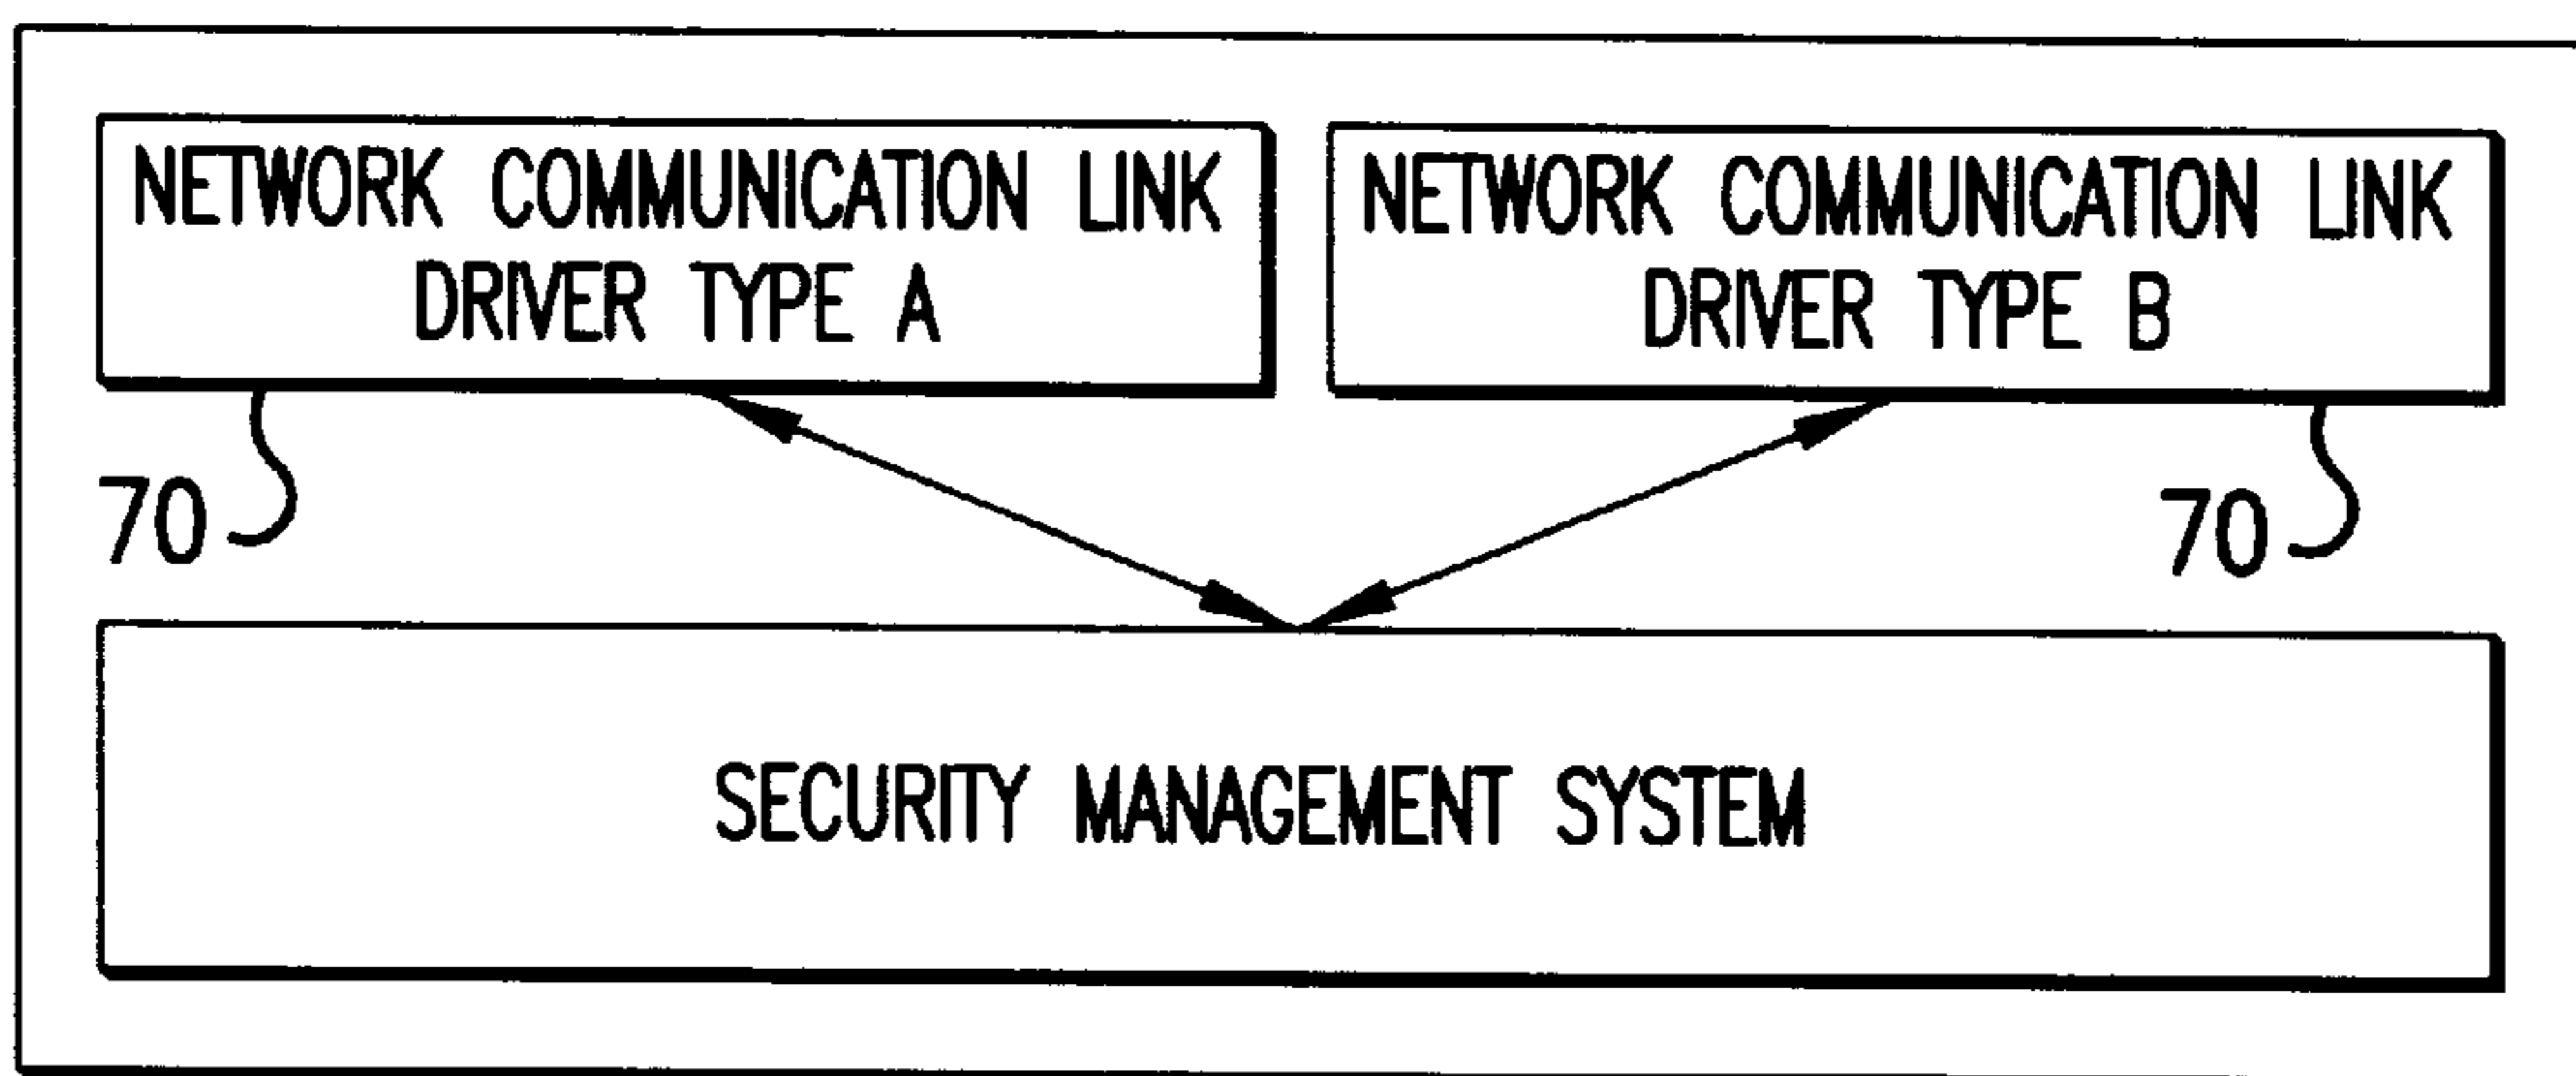 NETWORK COMMUNICATION LINK
DRIVER TYPE A
NETWORK COMMUNICATION LINK
DRIVER TYPE B
70
70
SECURITY MANAGEMENT SYSTEM